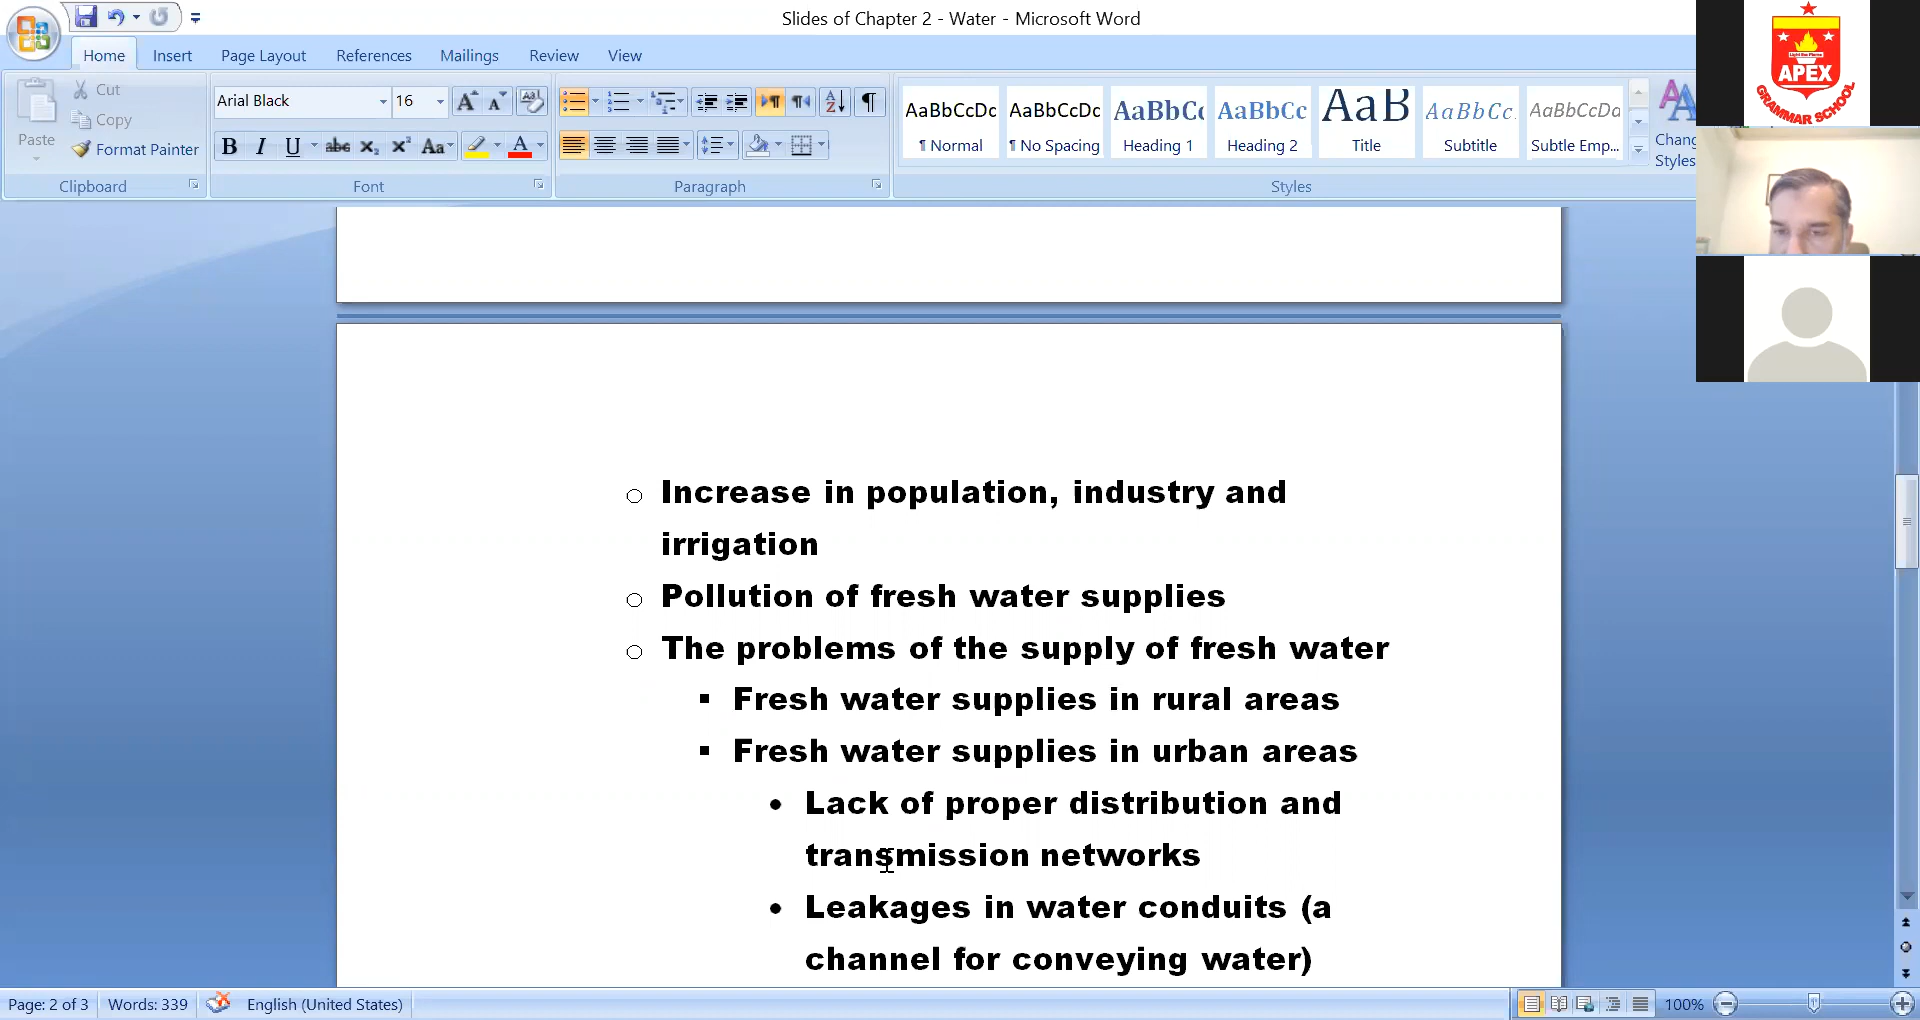 Slides of Chapter 2 - Water - Microsoft Word
Home Insert Page Layout References Mailings Review View
Paste
Cut
Copy
Format Painter
Clipboard
Arial Black 16
Font
Paragraph
AaBbCcDc AaBbCcDc AaBbCc AaBbCc AaB AaBbCc. AaBbCcDa
¶ Normal ¶ No Spacing Heading 1 Heading 2 Title Subtitle Subtle Emp...
Chang
Styles
Styles
APEX
GRAMMAR SCHOOL
Increase in population, industry and
irrigation
Pollution of fresh water supplies
The problems of the supply of fresh water
Fresh water supplies in rural areas
Fresh water supplies in urban areas
Lack of proper distribution and
transmission networks
Leakages in water conduits (a
channel for conveying water)
Page: 2 of 3 Words: 339 English (United States) 100%